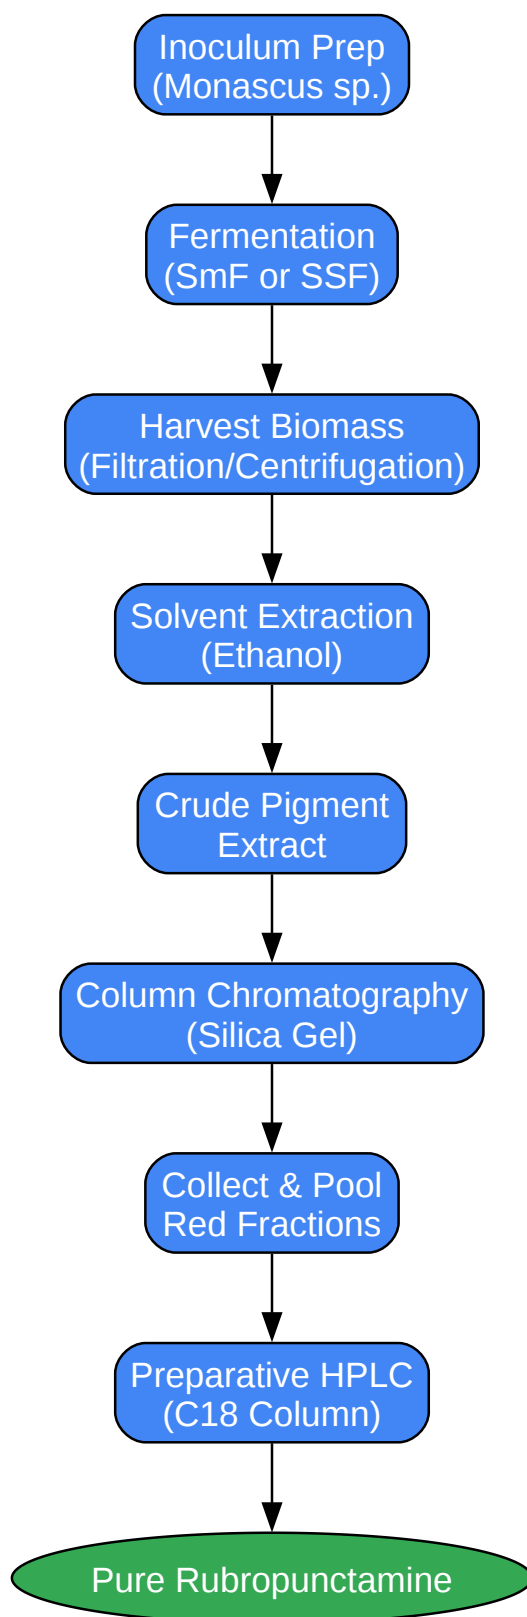 Inoculum Prep
(Monascus sp.)
Fermentation
(SmF or SSF)
Harvest Biomass
(Filtration/Centrifugation)
Solvent Extraction
(Ethanol)
Crude Pigment
Extract
Column Chromatography
(Silica Gel)
Collect & Pool
Red Fractions
Preparative HPLC
(C18 Column)
Pure Rubropunctamine